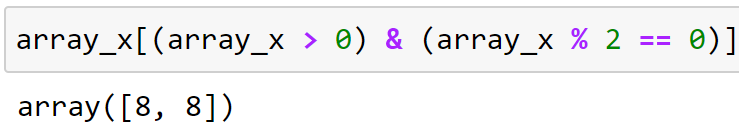 array_x[(array_x > 0) & (array_x % 2 == 0)]
array([8, 8])